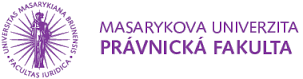 UNIVERSITAS MASARYKIANA BRUNENSIS
• FACULTAS IURIDICA •
MASARYKOVA UNIVERZITA
PRÁVNICKÁ FAKULTA